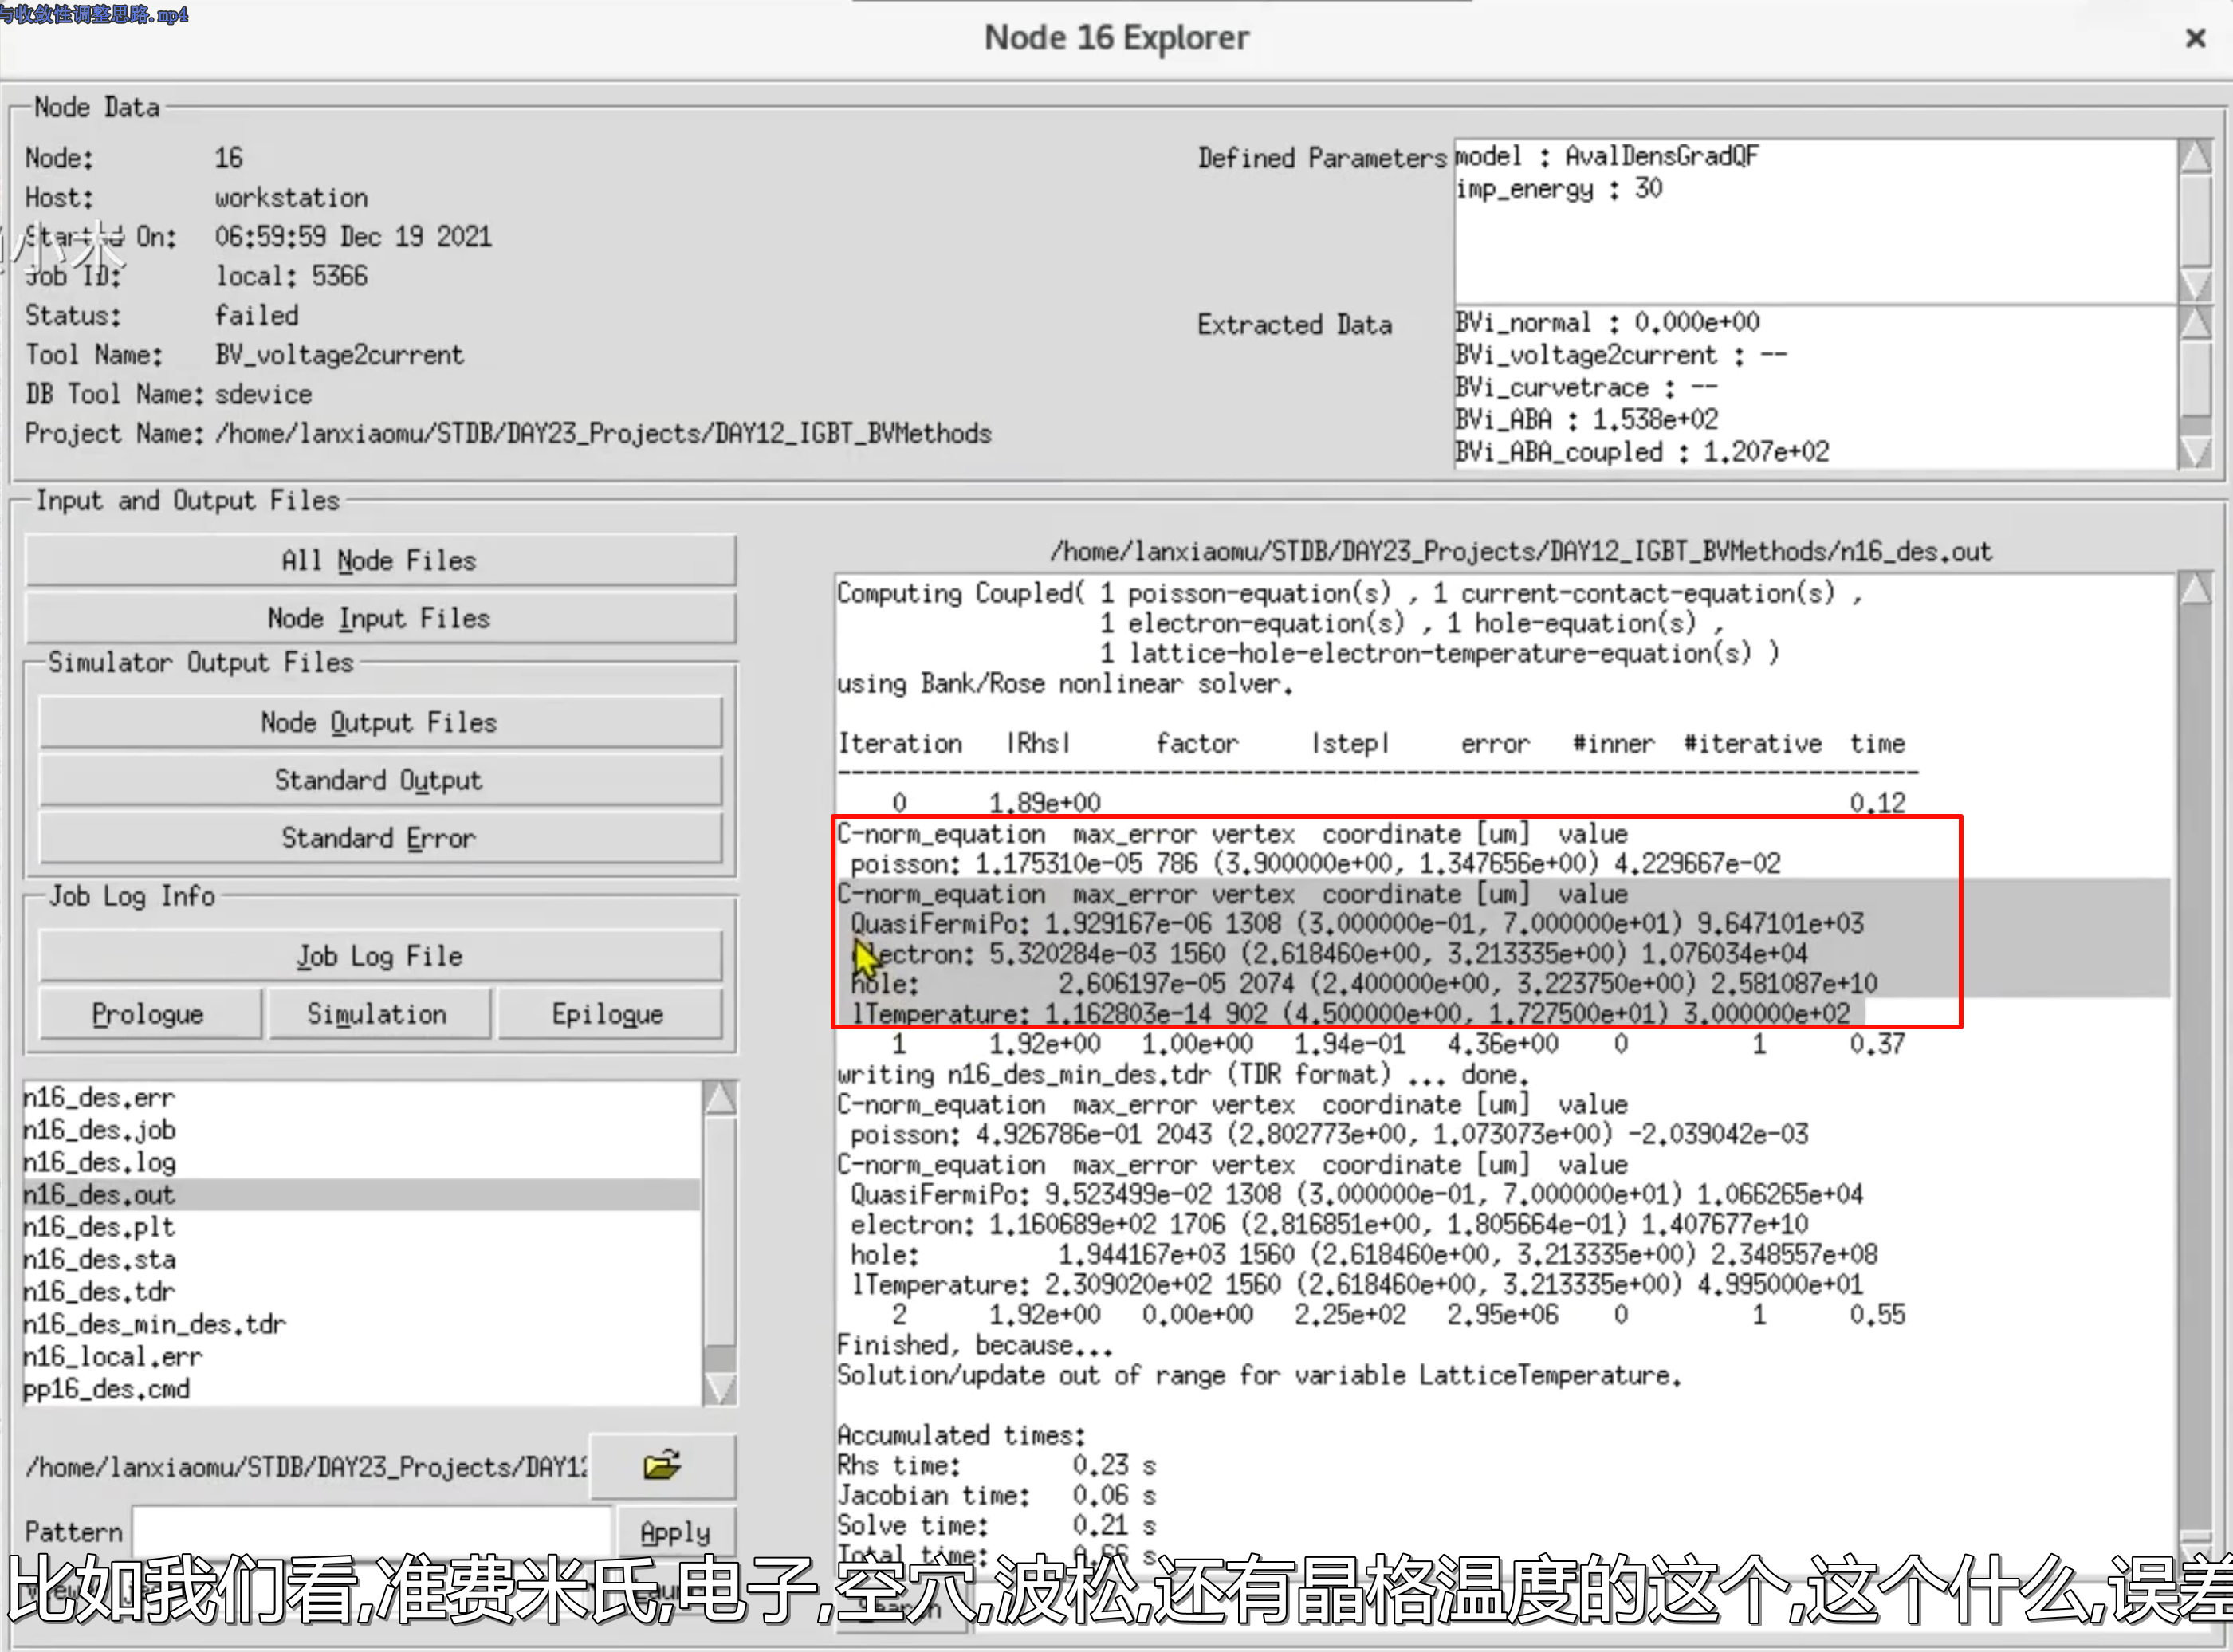 与收敛性调整思路.mp4
Node 16 Explorer
Node Data
Node: 16
Host: workstation
小木
Started On: 06:59:59 Dec 19 2021
Job ID: local: 5366
Status: failed
Tool Name: BV_voltage2current
DB Tool Name: sdevice
Project Name: /home/lanxiaomu/STDB/DAY23_Projects/DAY12_IGBT_BVMethods
Defined Parameters
model : AvalDensGradQF
imp_energy : 30
Extracted Data
BVi_normal : 0.000e+00
BVi_voltage2current : --
BVi_curvetrace : --
BVi_ABA : 1.538e+02
BVi_ABA_coupled : 1.207e+02
Input and Output Files
All Node Files
Node Input Files
Simulator Output Files
Node Output Files
Standard Output
Standard Error
Job Log Info
Job Log File
Prologue Simulation Epilogue
n16_des.err
n16_des.job
n16_des.log
n16_des.out
n16_des.plt
n16_des.sta
n16_des.tdr
n16_des_min_des.tdr
n16_local.err
pp16_des.cmd
/home/lanxiaomu/STDB/DAY23_Projects/DAY12
Pattern Apply
/home/lanxiaomu/STDB/DAY23_Projects/DAY12_IGBT_BVMethods/n16_des.out
Computing Coupled( 1 poisson-equation(s) , 1 current-contact-equation(s) ,
1 electron-equation(s) , 1 hole-equation(s) ,
1 lattice-hole-electron-temperature-equation(s) )
using Bank/Rose nonlinear solver.
Iteration |Rhs| factor |step| error #inner #iterative time
--------------------------------------------------------------------------------
0 1.89e+00 0.12
C-norm_equation max_error vertex coordinate [um] value
poisson: 1.175310e-05 786 (3.900000e+00, 1.347656e+00) 4.229667e-02
C-norm_equation max_error vertex coordinate [um] value
QuasiFermiPo: 1.929167e-06 1308 (3.000000e-01, 7.000000e+01) 9.647101e+03
electron: 5.320284e-03 1560 (2.618460e+00, 3.213335e+00) 1.076034e+04
hole: 2.606197e-05 2074 (2.400000e+00, 3.223750e+00) 2.581087e+10
lTemperature: 1.162803e-14 902 (4.500000e+00, 1.727500e+01) 3.000000e+02
1 1.92e+00 1.00e+00 1.94e-01 4.36e+00 0 1 0.37
writing n16_des_min_des.tdr (TDR format) ... done.
C-norm_equation max_error vertex coordinate [um] value
poisson: 4.926786e-01 2043 (2.802773e+00, 1.073073e+00) -2.039042e-03
C-norm_equation max_error vertex coordinate [um] value
QuasiFermiPo: 9.523499e-02 1308 (3.000000e-01, 7.000000e+01) 1.066265e+04
electron: 1.160689e+02 1706 (2.816851e+00, 1.805664e-01) 1.407677e+10
hole: 1.944167e+03 1560 (2.618460e+00, 3.213335e+00) 2.348557e+08
lTemperature: 2.309020e+02 1560 (2.618460e+00, 3.213335e+00) 4.995000e+01
2 1.92e+00 0.00e+00 2.25e+02 2.95e+06 0 1 0.55
Finished, because...
Solution/update out of range for variable LatticeTemperature.
Accumulated times:
Rhs time: 0.23 s
Jacobian time: 0.06 s
Solve time: 0.21 s
Total time: 0.66 s
比如我们看,准费米氏,电子,空穴,波松,还有晶格温度的这个,这个什么,误差